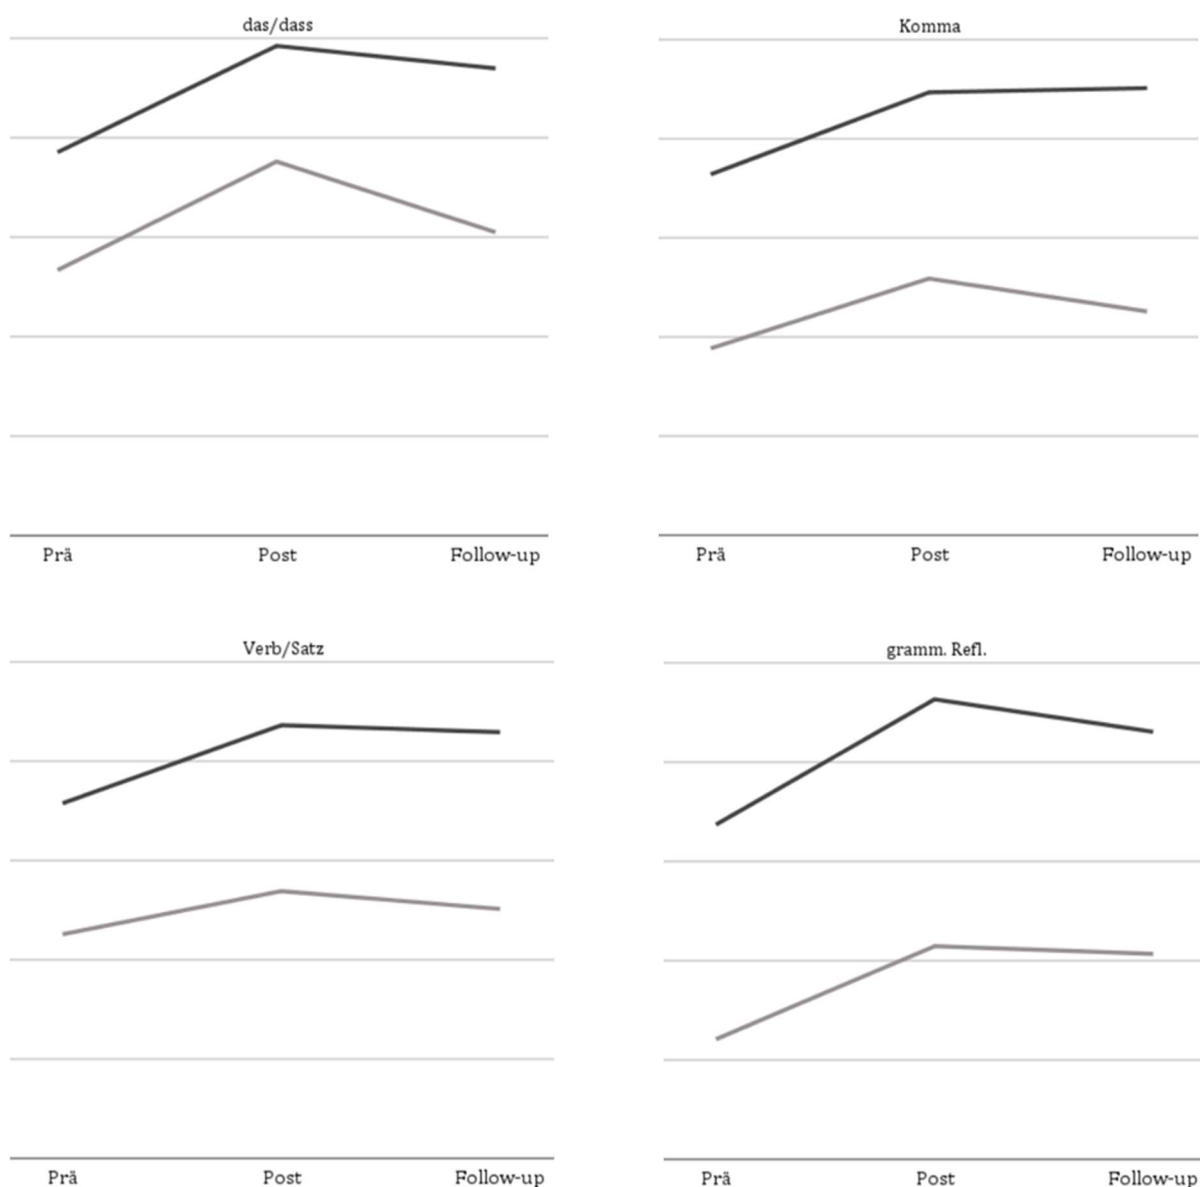 das/dass
Prä Post Follow-up
Komma
Prä Post Follow-up
Verb/Satz
Prä Post Follow-up
gramm. Refl.
Prä Post Follow-up